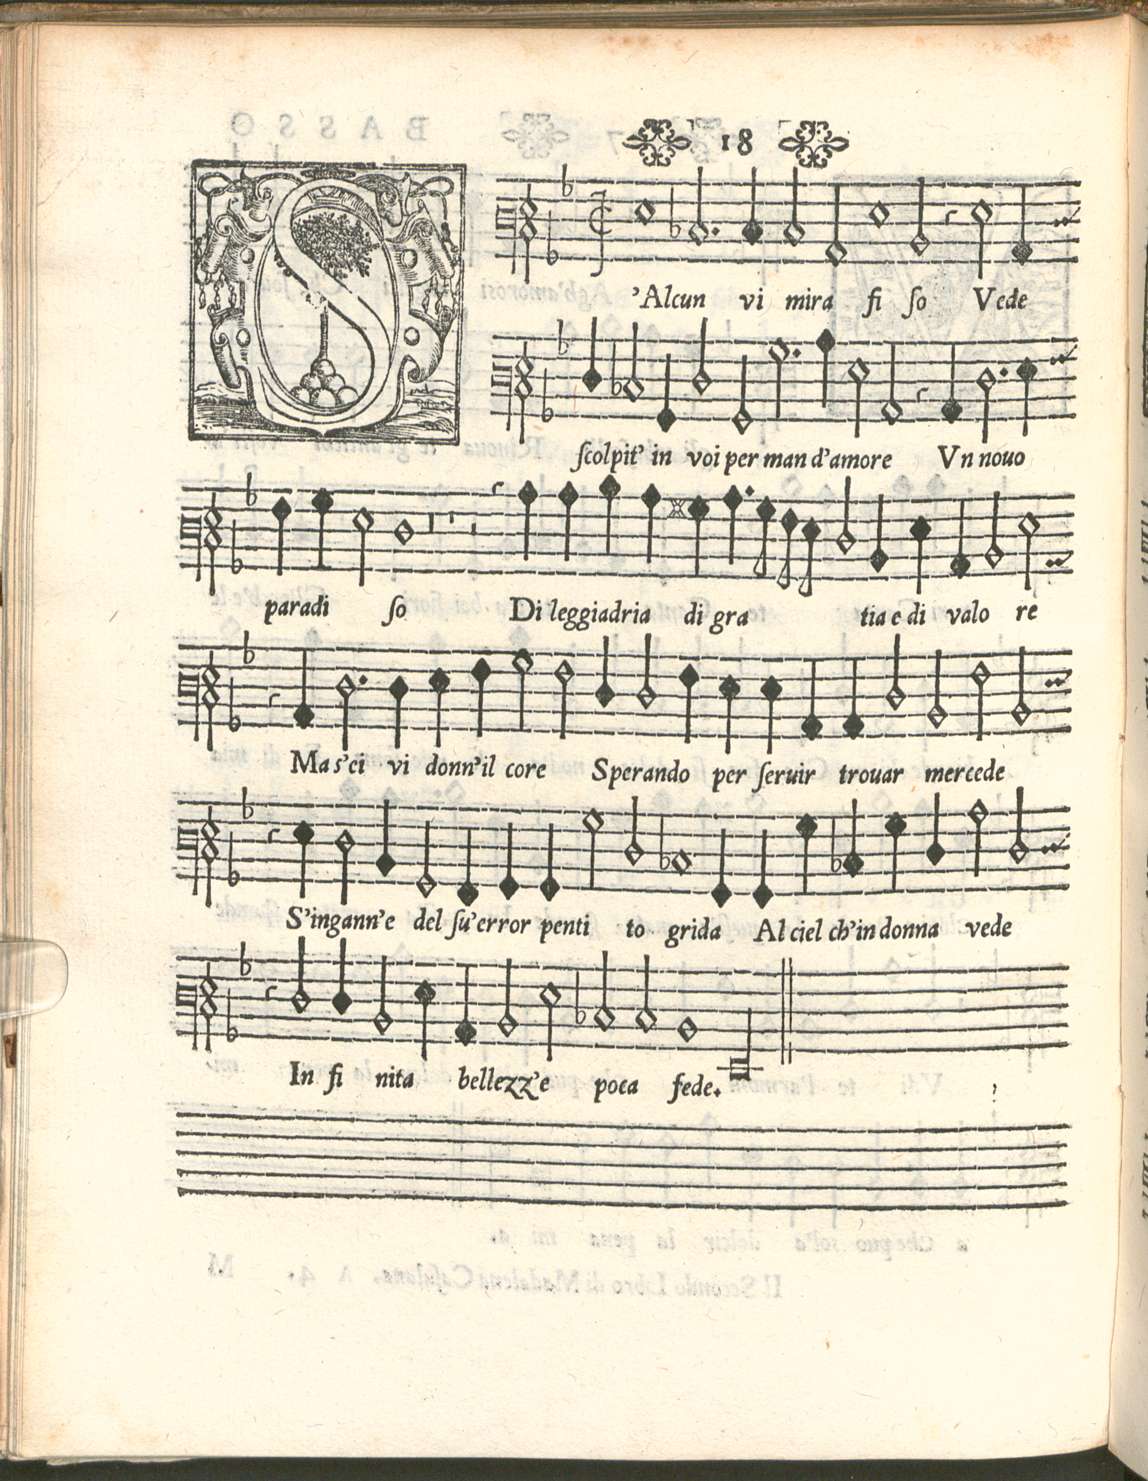 18
S'Alcun vi mira fi ſo Vede
ſcolpit' in voi per man d'amore Vn nouo
paradi ſo Di leggiadria di gra tia e di valo re
Ma s'ci vi donn'il core Sperando per ſeruir trouar mercede
S'ingann'e del ſu'error penti to grida Al ciel ch'in donna vede
In fi nita bellezz'e poca fede.